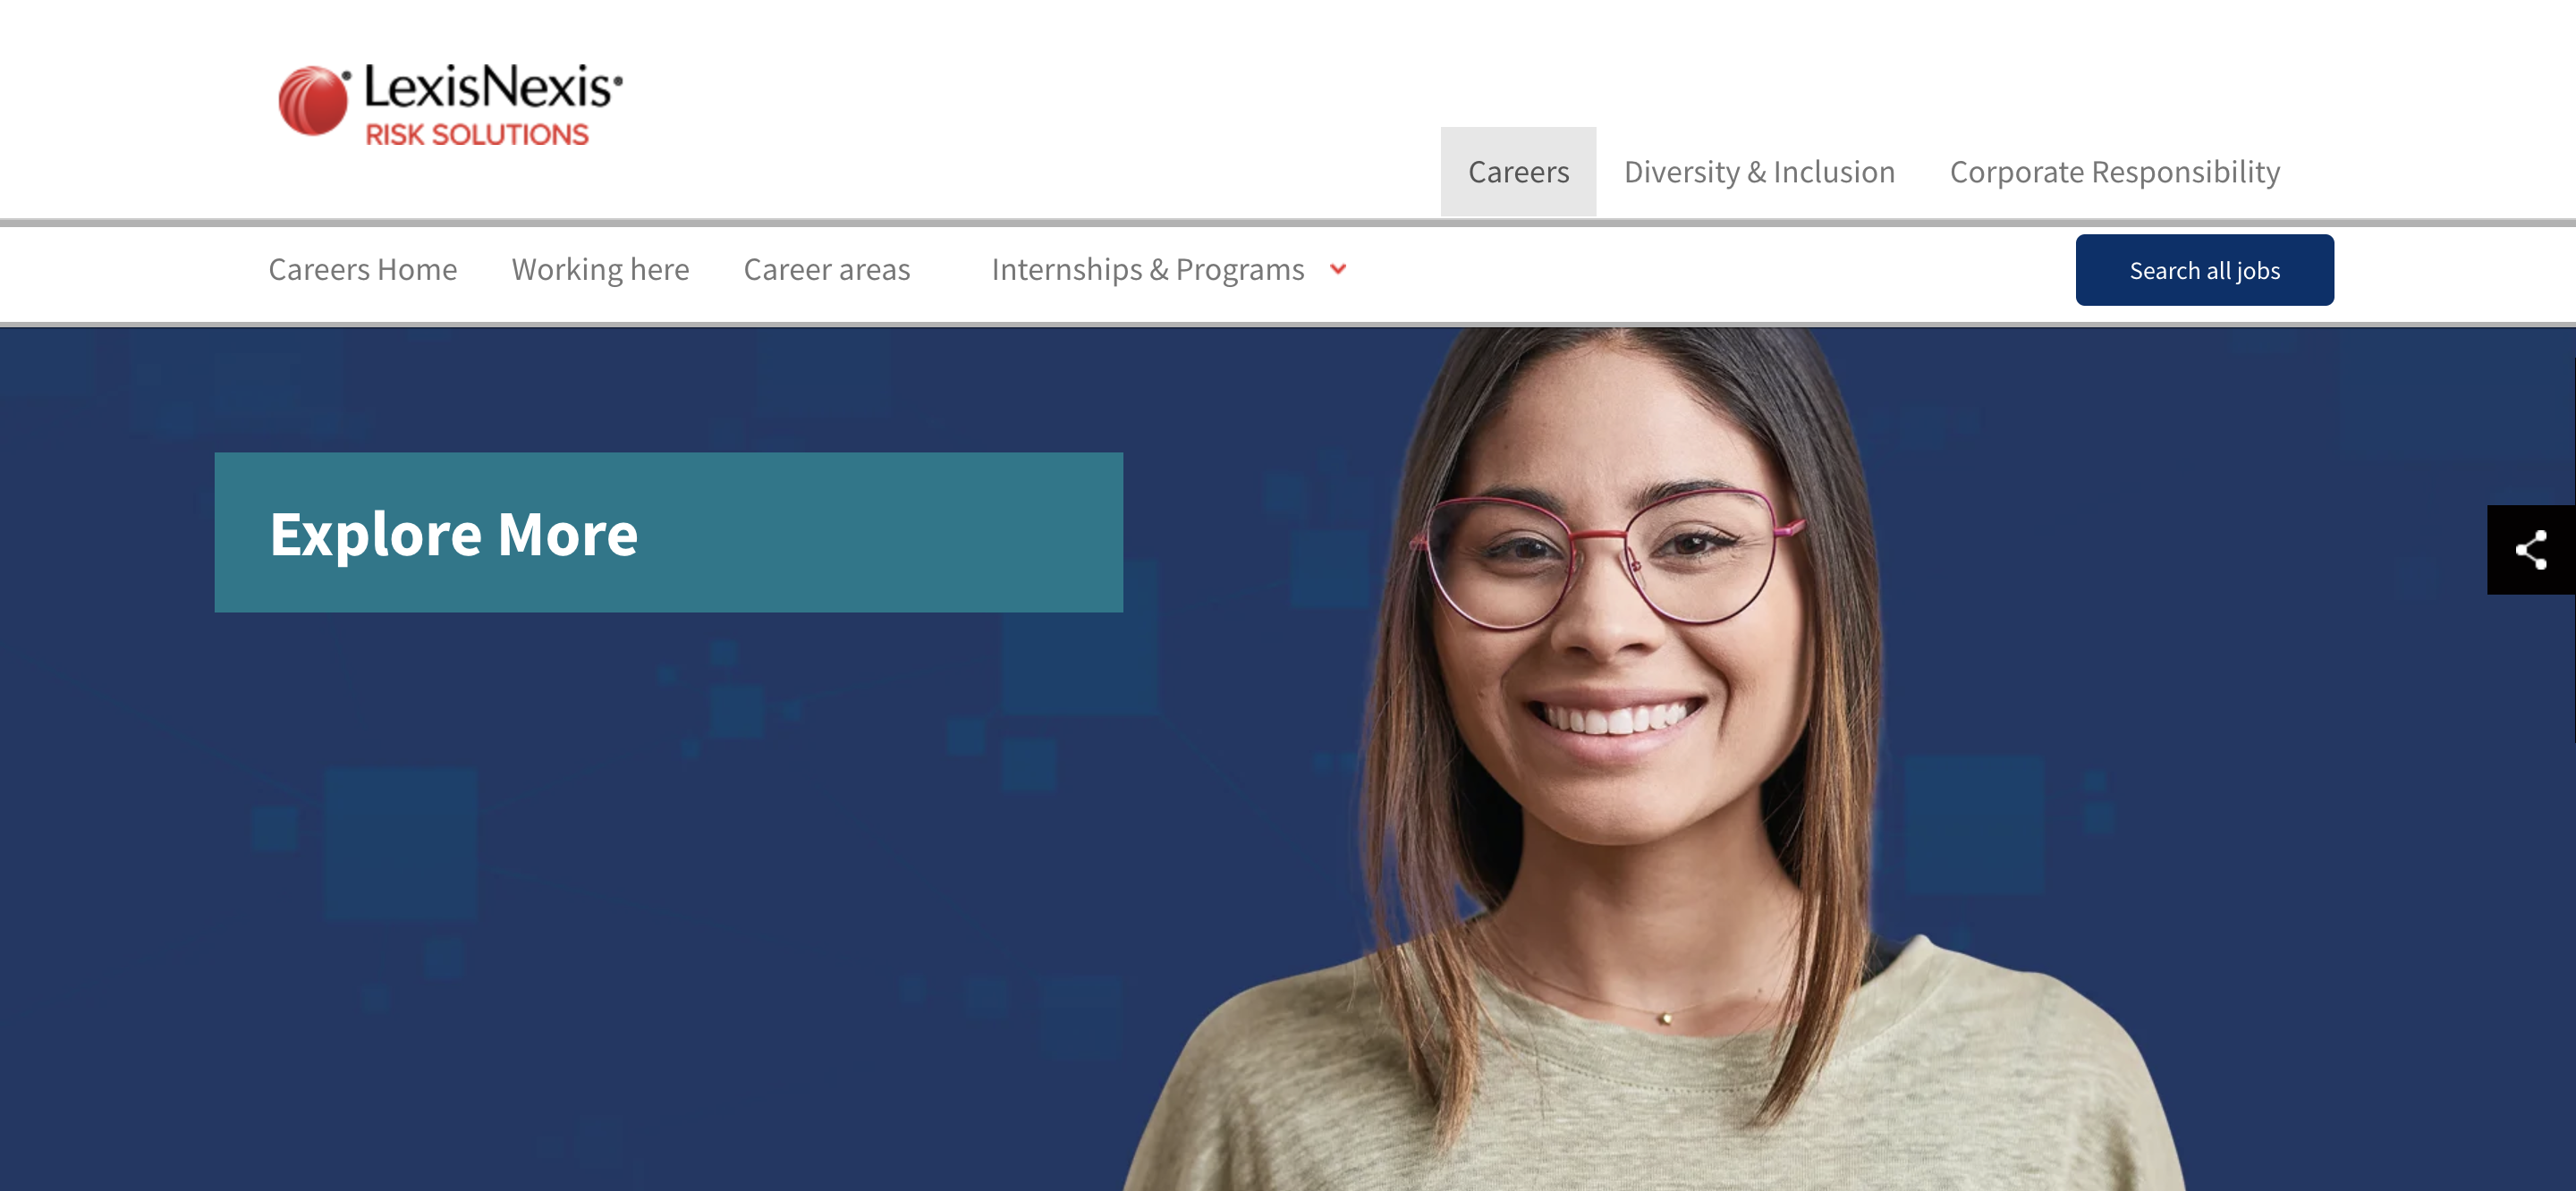 LexisNexis®
RISK SOLUTIONS
Careers Diversity & Inclusion Corporate Responsibility
Careers Home Working here Career areas Internships & Programs Search all jobs
Explore More